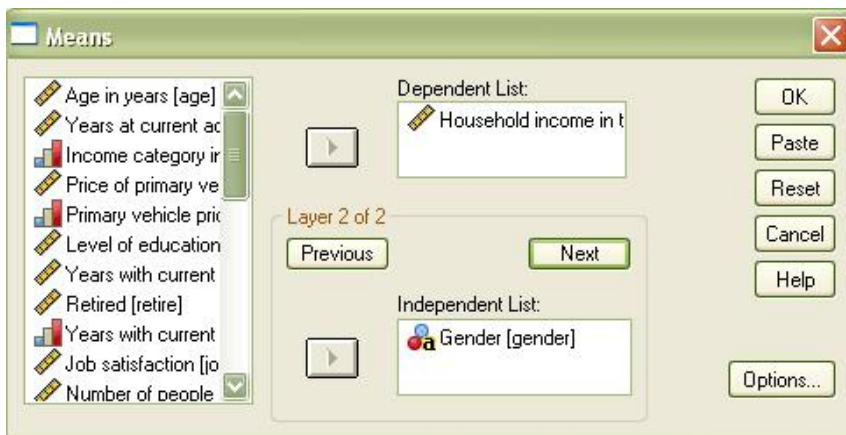 Means
Age in years [age]
Years at current ac
Income category ir
Price of primary ve
Primary vehicle pric
Level of education
Years with current
Retired [retire]
Years with current
Job satisfaction [jo
Number of people
Dependent List:
Household income in t
Layer 2 of 2
Previous
Next
Independent List:
a Gender [gender]
OK
Paste
Reset
Cancel
Help
Options...